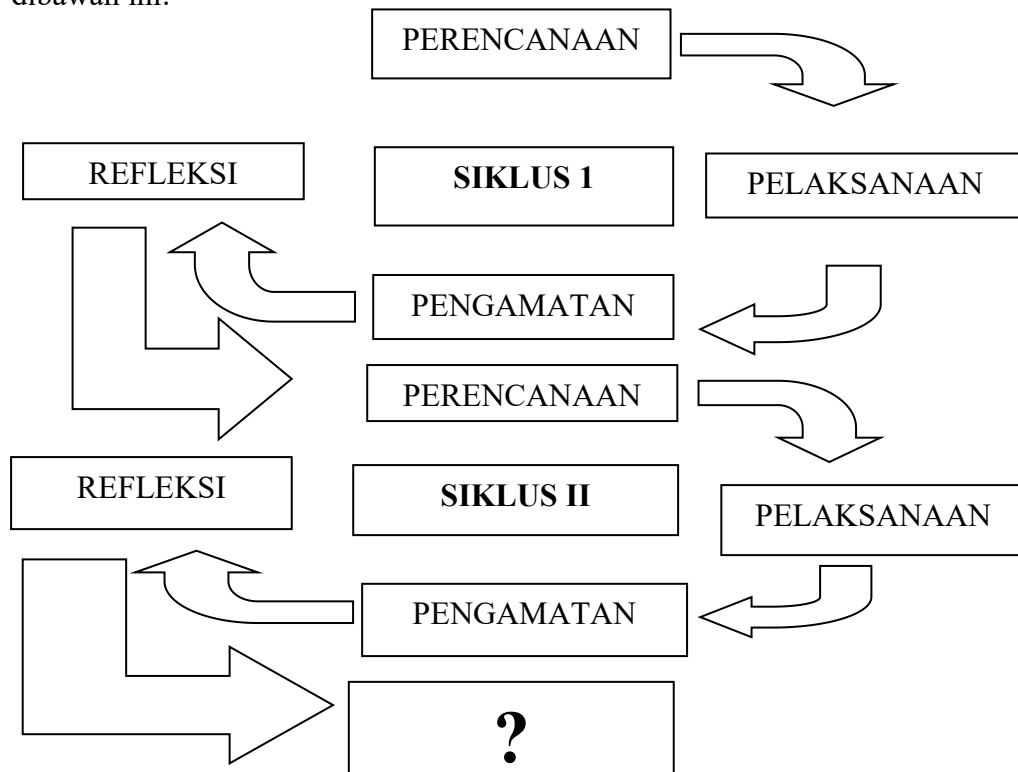 dibawah ini:
PERENCANAAN
REFLEKSI
SIKLUS 1
PELAKSANAAN
PENGAMATAN
PERENCANAAN
REFLEKSI
SIKLUS II
PELAKSANAAN
PENGAMATAN
?